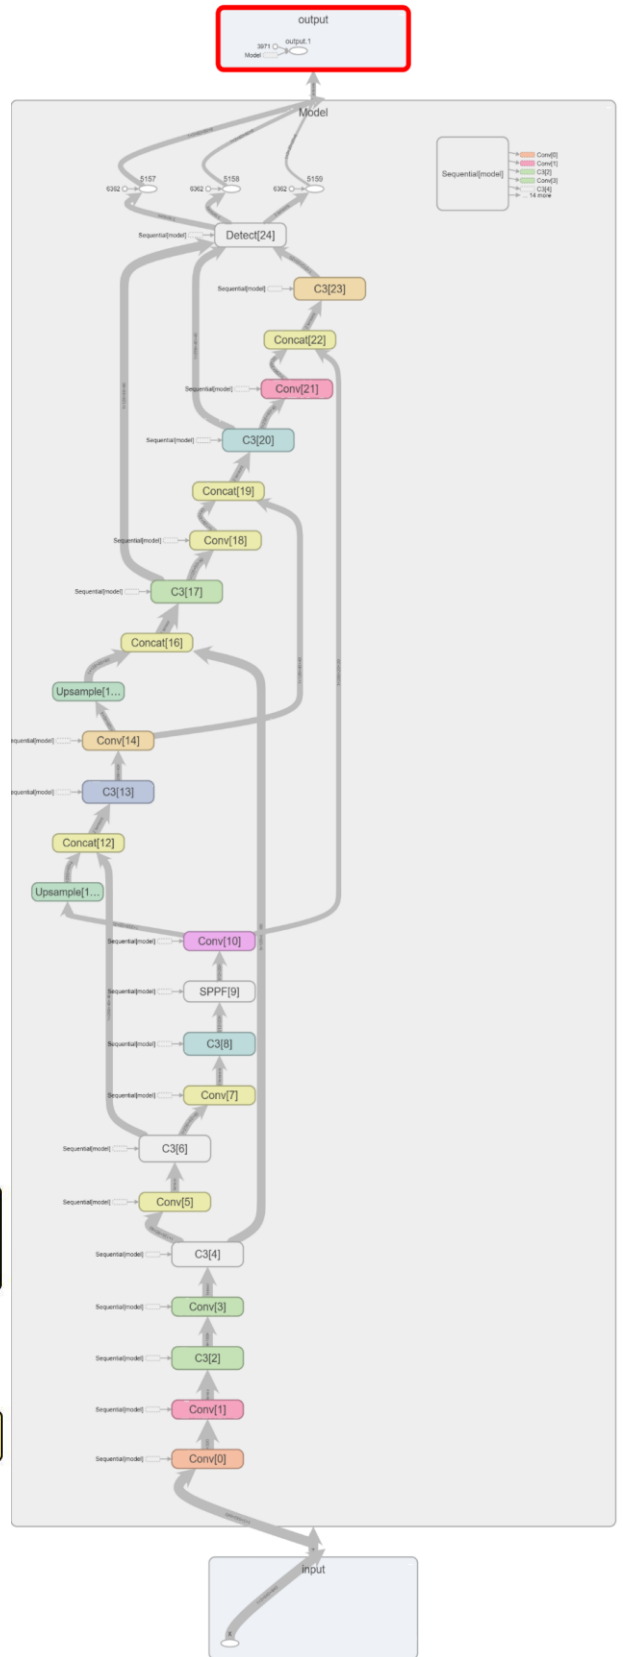 output
output.1
3971
Model
Model
Sequential[model]
Conv[0]
Conv[1]
C3[2]
Conv[3]
C3[4]
... 14 more
5157
5158
5159
6362
6362
6362
Sequential[model]
Detect[24]
Sequential[model]
C3[23]
Concat[22]
Sequential[model]
Conv[21]
Sequential[model]
C3[20]
Concat[19]
Sequential[model]
Conv[18]
Sequential[model]
C3[17]
Concat[16]
Upsample[1...
equential[model]
Conv[14]
equential[model]
C3[13]
Concat[12]
Upsample[1...
Sequential[model]
Conv[10]
Sequential[model]
SPPF[9]
Sequential[model]
C3[8]
Sequential[model]
Conv[7]
Sequential[model]
C3[6]
Sequential[model]
Conv[5]
Sequential[model]
C3[4]
Sequential[model]
Conv[3]
Sequential[model]
C3[2]
Sequential[model]
Conv[1]
Sequential[model]
Conv[0]
input